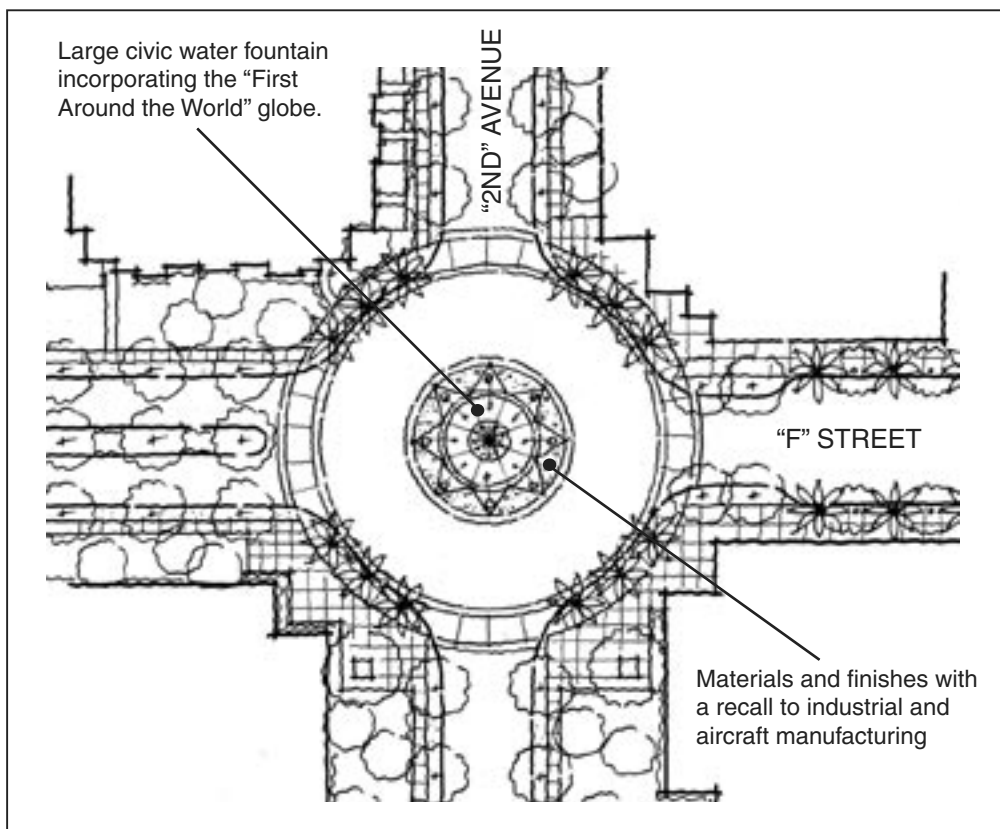 Large civic water fountain
incorporating the “First
Around the World” globe.
“2ND” AVENUE
“F” STREET
Materials and finishes with
a recall to industrial and
aircraft manufacturing